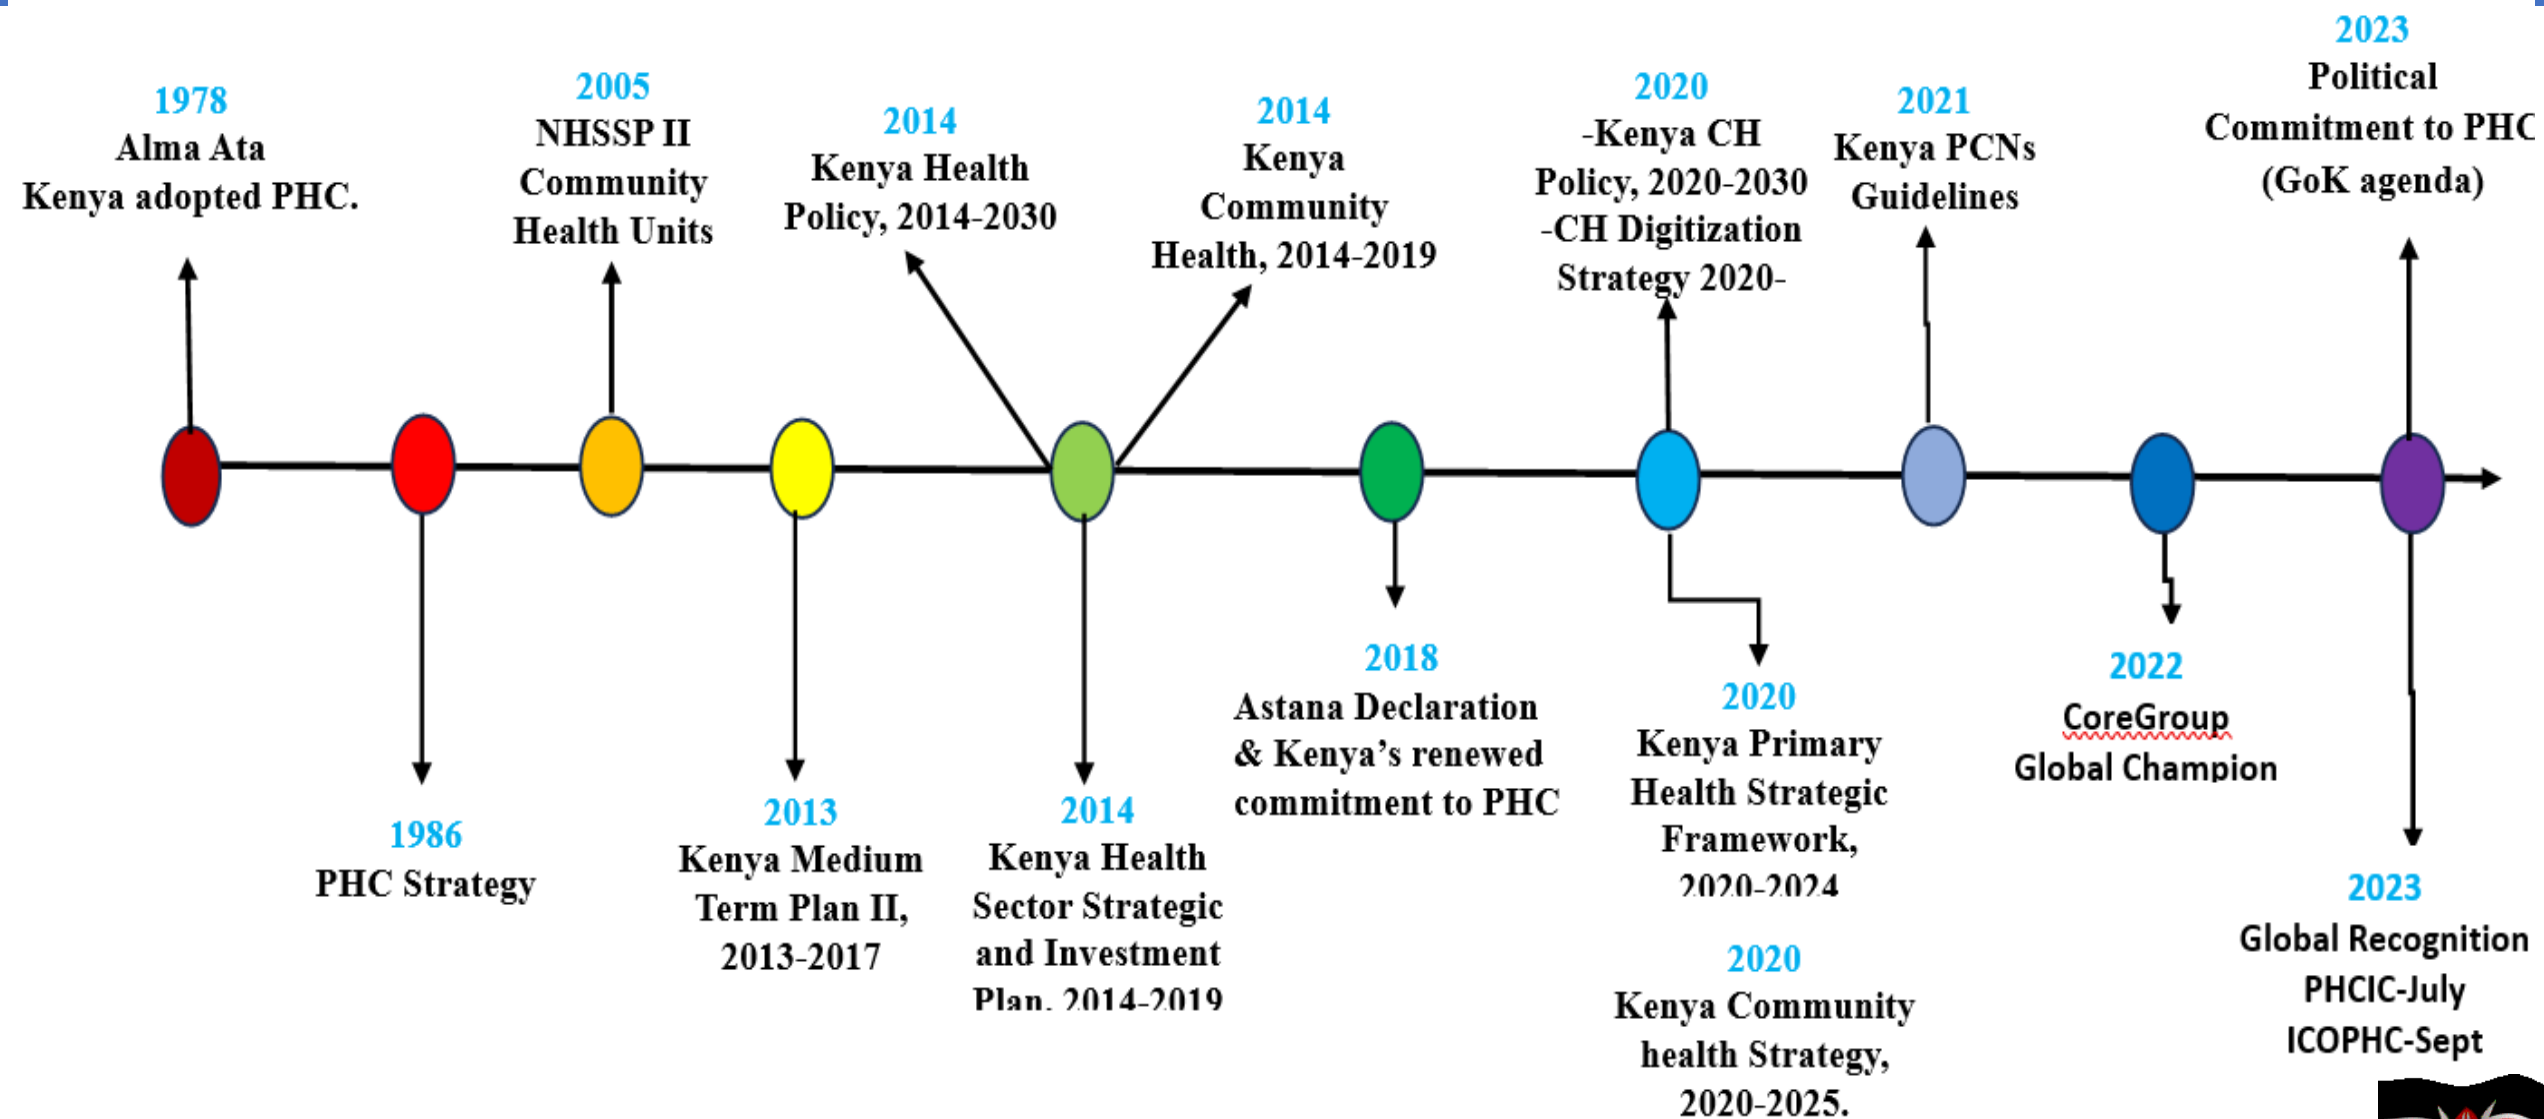 1978
Alma Ata
Kenya adopted PHC.
2005
NHSSP II
Community
Health Units
2014
Kenya Health
Policy, 2014-2030
2014
Kenya
Community
Health, 2014-2019
2020
-Kenya CH
Policy, 2020-2030
-CH Digitization
Strategy 2020-
2021
Kenya PCNs
Guidelines
2023
Political
Commitment to PHC
(GoK agenda)
1986
PHC Strategy
2013
Kenya Medium
Term Plan II,
2013-2017
2014
Kenya Health
Sector Strategic
and Investment
Plan, 2014-2019
2018
Astana Declaration
& Kenya’s renewed
commitment to PHC
2020
Kenya Primary
Health Strategic
Framework,
2020-2024
2020
Kenya Community
health Strategy,
2020-2025.
2022
CoreGroup
Global Champion
2023
Global Recognition
PHCIC-July
ICOPHC-Sept